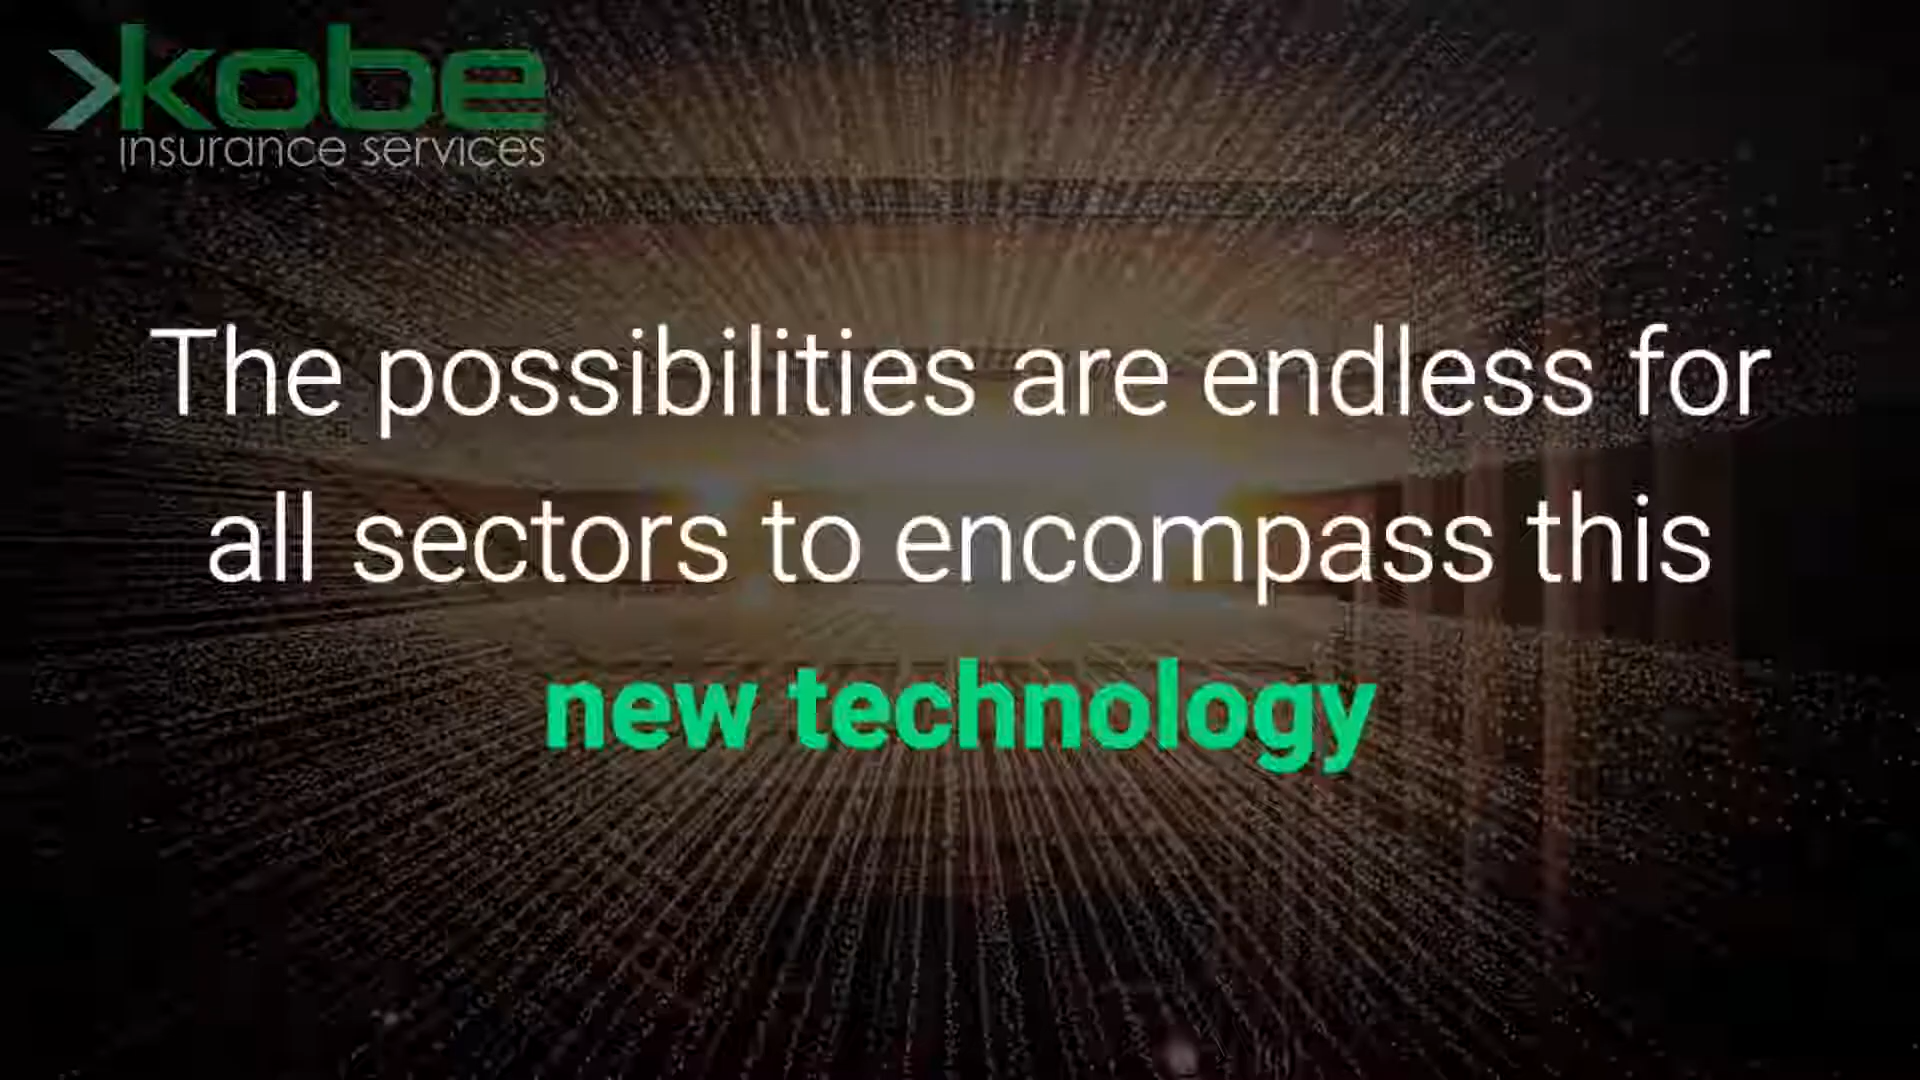 kobe
insurance services
The possibilities are endless for
all sectors to encompass this
new technology